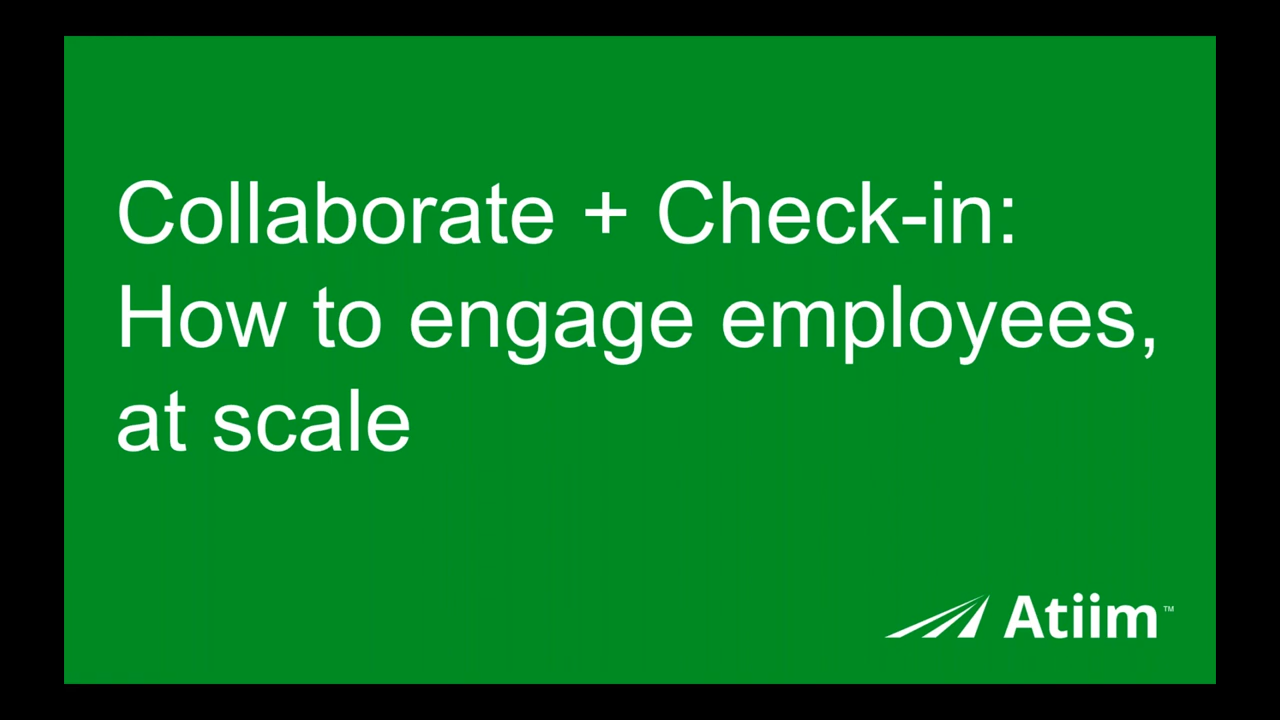 Collaborate + Check-in:
How to engage employees,
at scale
Atiim™